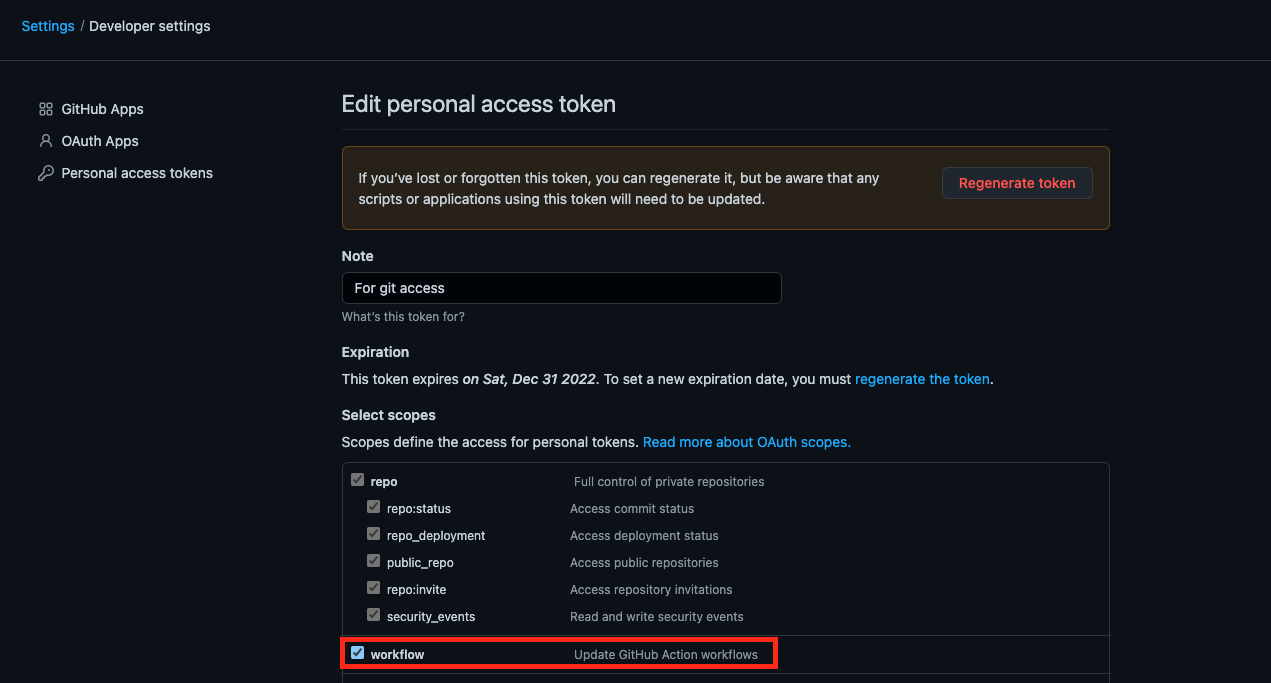 Settings / Developer settings
GitHub Apps
OAuth Apps
Personal access tokens
Edit personal access token
If you’ve lost or forgotten this token, you can regenerate it, but be aware that any
scripts or applications using this token will need to be updated.
Regenerate token
Note
For git access
What’s this token for?
Expiration
This token expires on Sat, Dec 31 2022. To set a new expiration date, you must regenerate the token.
Select scopes
Scopes define the access for personal tokens. Read more about OAuth scopes.
repo Full control of private repositories
repo:status Access commit status
repo_deployment Access deployment status
public_repo Access public repositories
repo:invite Access repository invitations
security_events Read and write security events
workflow Update GitHub Action workflows